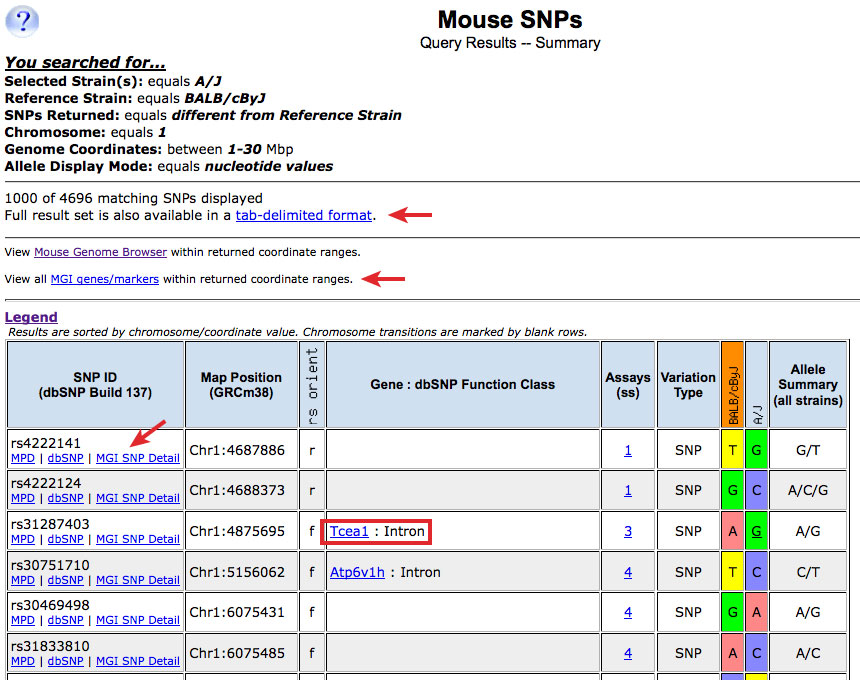 ?
Mouse SNPs
Query Results -- Summary
You searched for...
Selected Strain(s): equals A/J
Reference Strain: equals BALB/cByJ
SNPs Returned: equals different from Reference Strain
Chromosome: equals 1
Genome Coordinates: between 1-30 Mbp
Allele Display Mode: equals nucleotide values
1000 of 4696 matching SNPs displayed
Full result set is also available in a tab-delimited format.
View Mouse Genome Browser within returned coordinate ranges.
View all MGI genes/markers within returned coordinate ranges.
Legend
Results are sorted by chromosome/coordinate value. Chromosome transitions are marked by blank rows.
SNP ID
(dbSNP Build 137)
Map Position
(GRCm38)
rs orient
Gene : dbSNP Function Class
Assays
(ss)
Variation
Type
BALB/cByJ
A/J
Allele
Summary
(all strains)
rs4222141
MPD | dbSNP | MGI SNP Detail
Chr1:4687886 r 1 SNP T G G/T
rs4222124
MPD | dbSNP | MGI SNP Detail
Chr1:4688373 r 1 SNP G C A/C/G
rs31287403
MPD | dbSNP | MGI SNP Detail
Chr1:4875695 f Tcea1 : Intron 3 SNP A G A/G
rs30751710
MPD | dbSNP | MGI SNP Detail
Chr1:5156062 f Atp6v1h : Intron 4 SNP T C C/T
rs30469498
MPD | dbSNP | MGI SNP Detail
Chr1:6075431 f 4 SNP G A A/G
rs31833810
MPD | dbSNP | MGI SNP Detail
Chr1:6075485 f 4 SNP A C A/C